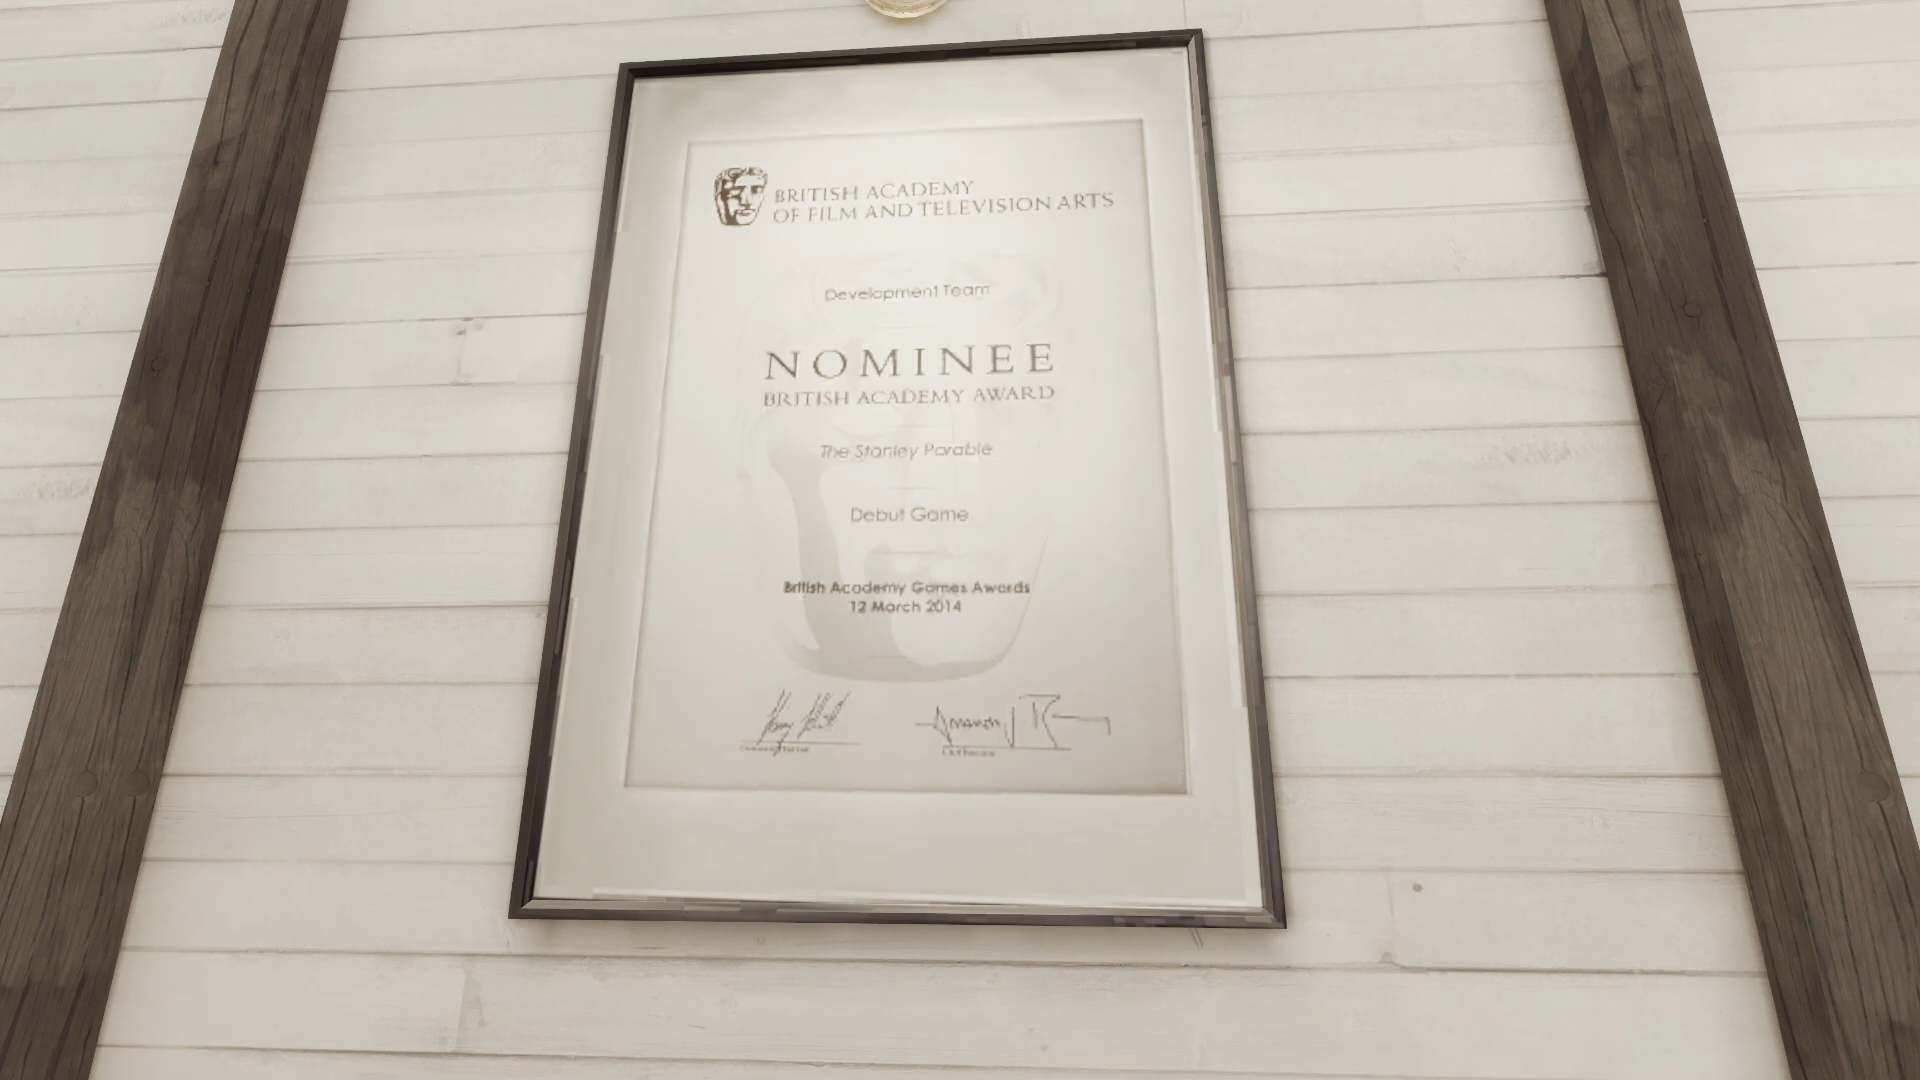 BRITISH ACADEMY
OF FILM AND TELEVISION ARTS
Development Team
NOMINEE
BRITISH ACADEMY AWARD
The Stanley Parable
Debut Game
British Academy Games Awards
12 March 2014